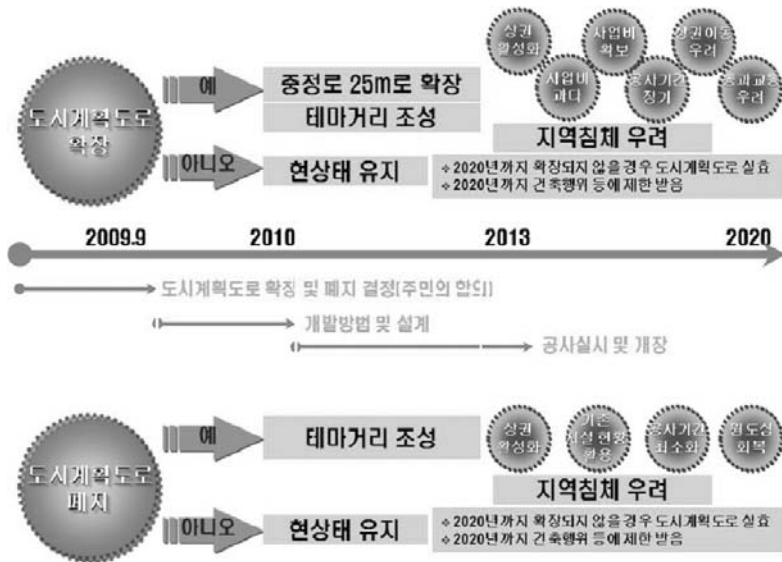 도시계획도로
확장
예
중정로 25m로 확장
테마거리 조성
상권
활성화
사업비
확보
상권이동
우려
사업비
과다
공사기간
장기
통과교통
우려
아니오
현상태 유지
지역침체 우려
❖ 2020년까지 확장되지 않을 경우 도시계획도로 실효
❖ 2020년까지 건축행위 등에 제한 받음
2009.9 2010 2013 2020
도시계획도로 확장 및 폐지 결정(주민의 합의)
개발방법 및 설계
공사실시 및 개장
도시계획도로
폐지
예
테마거리 조성
상권
활성화
기존
시설 현황
활용
공사기간
최소화
원도심
회복
아니오
현상태 유지
지역침체 우려
❖ 2020년까지 확장되지 않을 경우 도시계획도로 실효
❖ 2020년까지 건축행위 등에 제한 받음